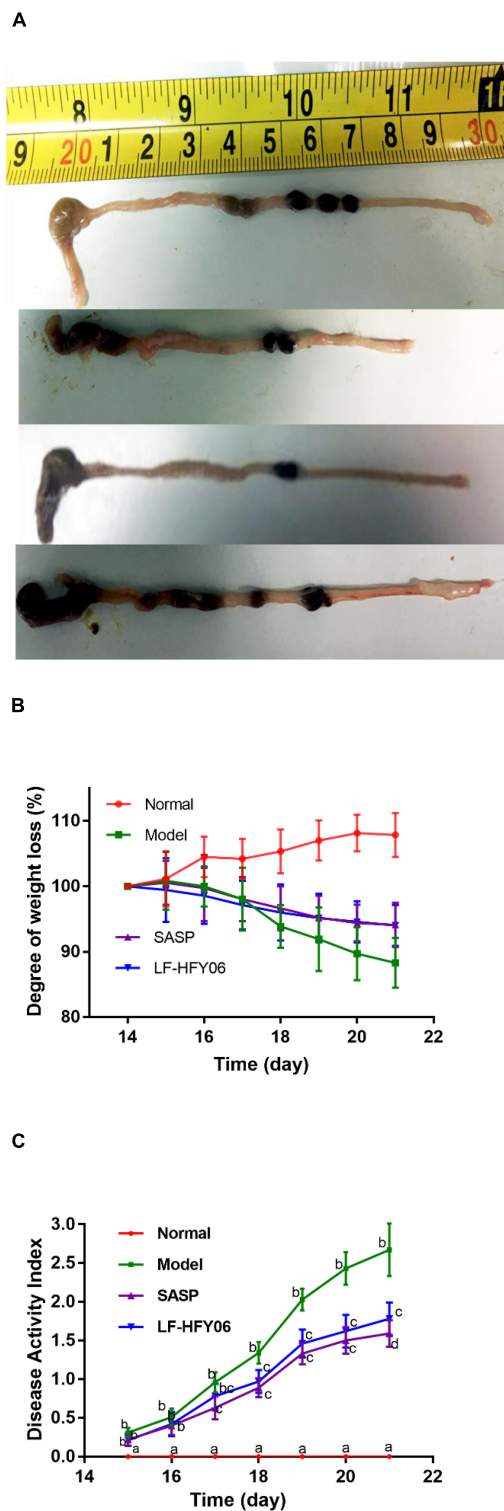 A
8 9 10 11 1
9 20 1 2 3 4 5 6 7 8 9 30
B
Degree of weight loss (%)
110
100
90
80
Normal
Model
SASP
LF-HFY06
14 16 18 20 22
Time (day)
C
Disease Activity Index
3.0
2.5
2.0
1.5
1.0
0.5
0.0
Normal
Model
SASP
LF-HFY06
b b b b b b b
b b bc c c c c
b b c c c c d
a a a a a a a
14 16 18 20 22
Time (day)